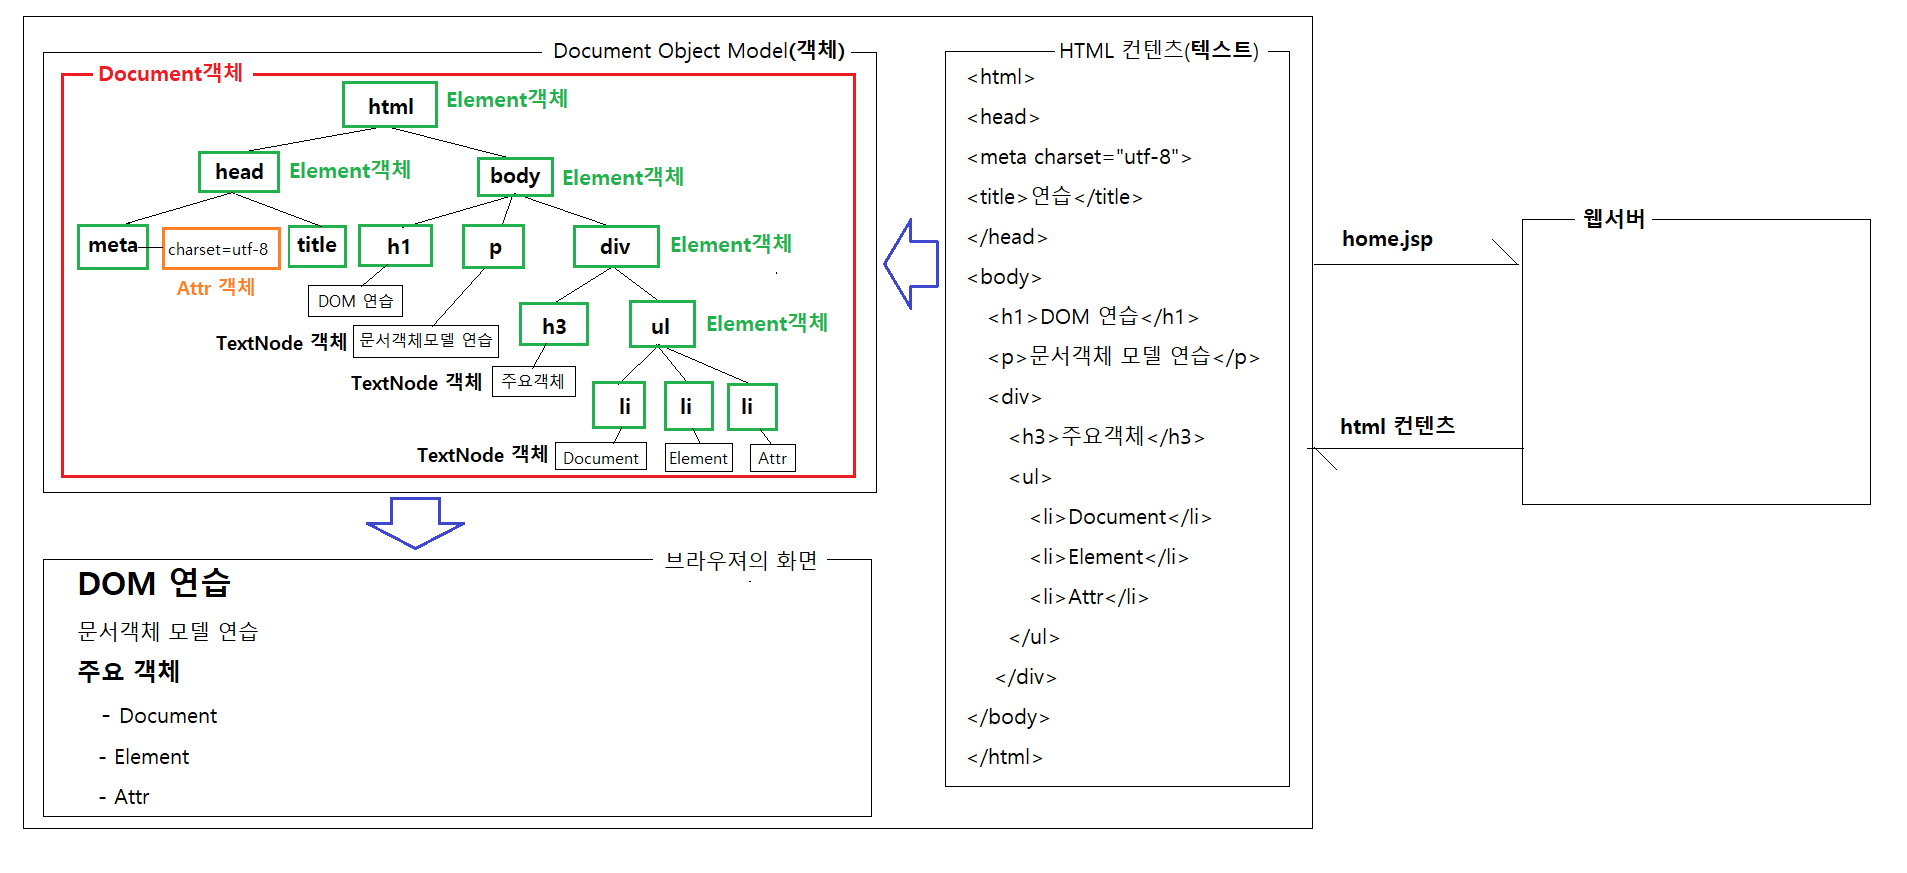 Document Object Model(객체)
Document객체
html
Element객체
head
Element객체
body
Element객체
meta
charset=utf-8
title
h1
p
div
Element객체
Attr 객체
DOM 연습
TextNode 객체
문서객체모델 연습
h3
ul
Element객체
TextNode 객체
주요객체
li
li
li
TextNode 객체
Document
Element
Attr
브라우져의 화면
DOM 연습
문서객체 모델 연습
주요 객체
- Document
- Element
- Attr
HTML 컨텐츠(텍스트)
<html>
<head>
<meta charset="utf-8">
<title>연습</title>
</head>
<body>
<h1>DOM 연습</h1>
<p>문서객체 모델 연습</p>
<div>
<h3>주요객체</h3>
<ul>
<li>Document</li>
<li>Element</li>
<li>Attr</li>
</ul>
</div>
</body>
</html>
home.jsp
html 컨텐츠
웹서버